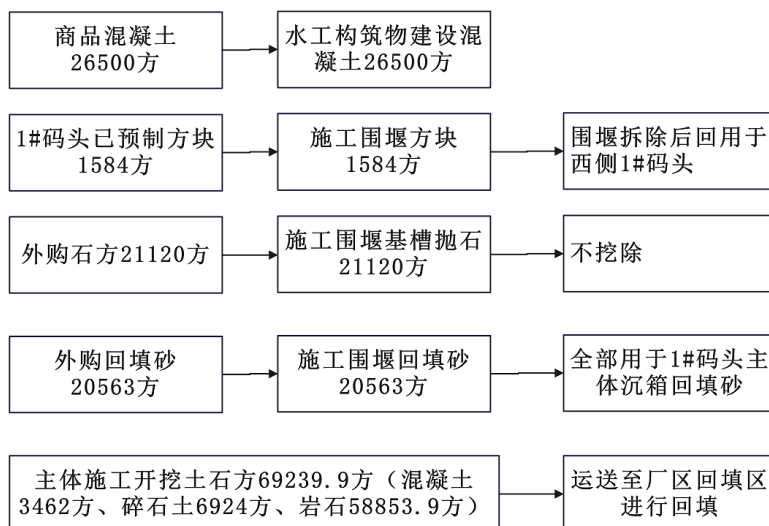 商品混凝土
26500方
水工构筑物建设混
凝土26500方
1#码头已预制方块
1584方
施工围堰方块
1584方
围堰拆除后回用于
西侧1#码头
外购石方21120方
施工围堰基槽抛石
21120方
不挖除
外购回填砂
20563方
施工围堰回填砂
20563方
全部用于1#码头主
体沉箱回填砂
主体施工开挖土石方69239.9方（混凝土
3462方、碎石土6924方、岩石58853.9方）
运送至厂区回填区
进行回填